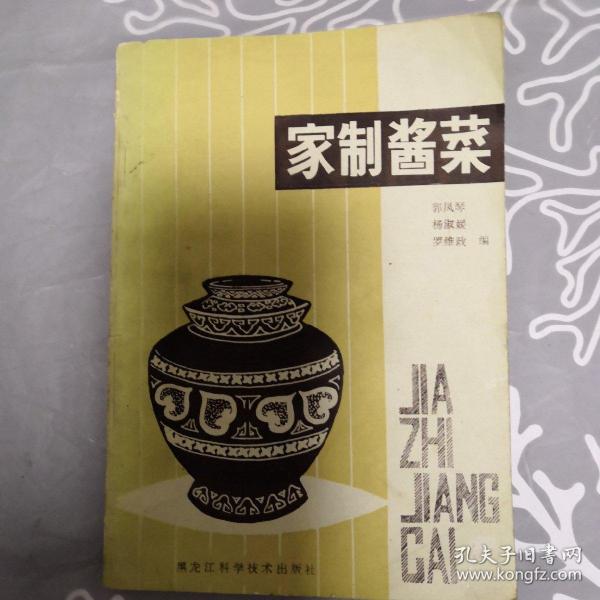 家制酱菜
郭凤琴
杨淑媛
罗维政 编
JIA
ZHI
JIANG
CAI
黑龙江科学技术出版社
孔夫子旧书网
www.kongfz.com